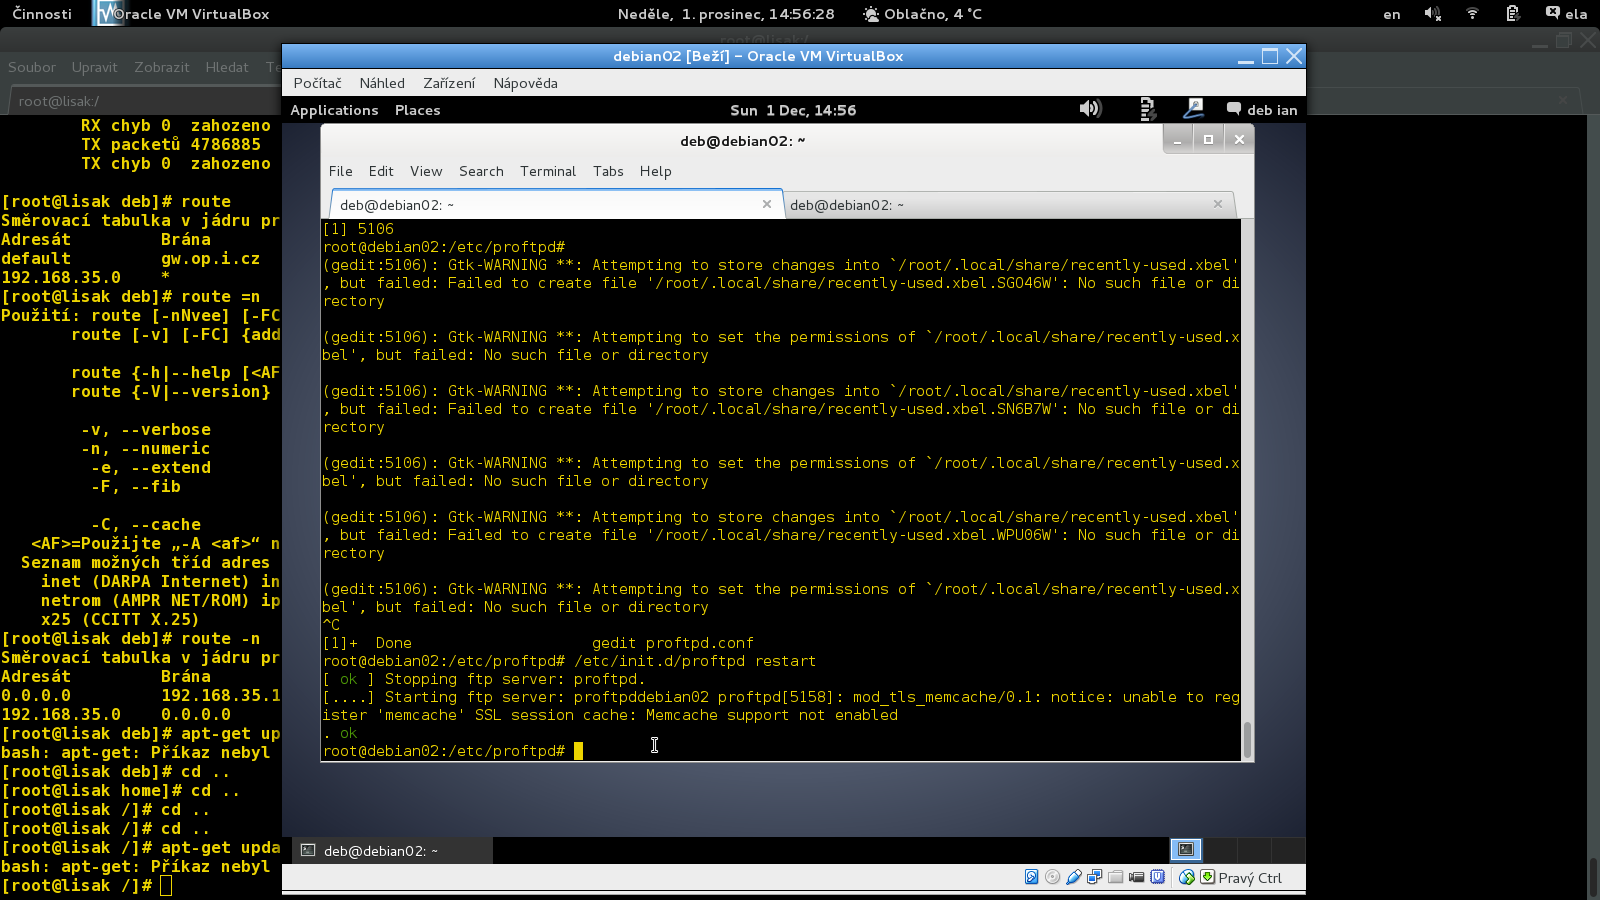 Činnosti
Oracle VM VirtualBox
Neděle,  1. prosinec, 14:56:28
Oblačno, 4 °C
en
ela
root@lisak:/
Soubor Upravit Zobrazit Hledat
root@lisak:/
RX chyb 0  zahozeno
TX packetů 4786885
TX chyb 0  zahozeno
[root@lisak deb]# route
Směrovací tabulka v jádru pr
Adresát         Brána
default         gw.op.i.cz
192.168.35.0    *
[root@lisak deb]# route =n
Použití: route [-nNvee] [-FC
route [-v] [-FC] {add
route {-h|--help [<AF
route {-V|--version}
-v, --verbose
-n, --numeric
-e, --extend
-F, --fib
-C, --cache
<AF>=Použijte „-A <af>“ n
Seznam možných tříd adres
inet (DARPA Internet) in
netrom (AMPR NET/ROM) ip
x25 (CCITT X.25)
[root@lisak deb]# route -n
Směrovací tabulka v jádru pr
Adresát         Brána
0.0.0.0         192.168.35.1
192.168.35.0    0.0.0.0
[root@lisak deb]# apt-get up
bash: apt-get: Příkaz nebyl
[root@lisak deb]# cd ..
[root@lisak home]# cd ..
[root@lisak /]# cd ..
[root@lisak /]# cd ..
[root@lisak /]# apt-get upda
bash: apt-get: Příkaz nebyl
[root@lisak /]#
debian02 [Beží] – Oracle VM VirtualBox
Počítač Náhled Zařízení Nápověda
Applications Places
Sun  1 Dec, 14:56
deb ian
deb@debian02: ~
File Edit View Search Terminal Tabs Help
deb@debian02: ~
deb@debian02: ~
[1] 5106
root@debian02:/etc/proftpd#
(gedit:5106): Gtk-WARNING **: Attempting to store changes into `/root/.local/share/recently-used.xbel'
, but failed: Failed to create file '/root/.local/share/recently-used.xbel.SGO46W': No such file or di
rectory
(gedit:5106): Gtk-WARNING **: Attempting to set the permissions of `/root/.local/share/recently-used.x
bel', but failed: No such file or directory
(gedit:5106): Gtk-WARNING **: Attempting to store changes into `/root/.local/share/recently-used.xbel'
, but failed: Failed to create file '/root/.local/share/recently-used.xbel.SN6B7W': No such file or di
rectory
(gedit:5106): Gtk-WARNING **: Attempting to set the permissions of `/root/.local/share/recently-used.x
bel', but failed: No such file or directory
(gedit:5106): Gtk-WARNING **: Attempting to store changes into `/root/.local/share/recently-used.xbel'
, but failed: Failed to create file '/root/.local/share/recently-used.xbel.WPU06W': No such file or di
rectory
(gedit:5106): Gtk-WARNING **: Attempting to set the permissions of `/root/.local/share/recently-used.x
bel', but failed: No such file or directory
^C
[1]+  Done                    gedit proftpd.conf
root@debian02:/etc/proftpd# /etc/init.d/proftpd restart
[ ok ] Stopping ftp server: proftpd.
[....] Starting ftp server: proftpddebian02 proftpd[5158]: mod_tls_memcache/0.1: notice: unable to reg
ister 'memcache' SSL session cache: Memcache support not enabled
. ok
root@debian02:/etc/proftpd#
deb@debian02: ~
Pravý Ctrl